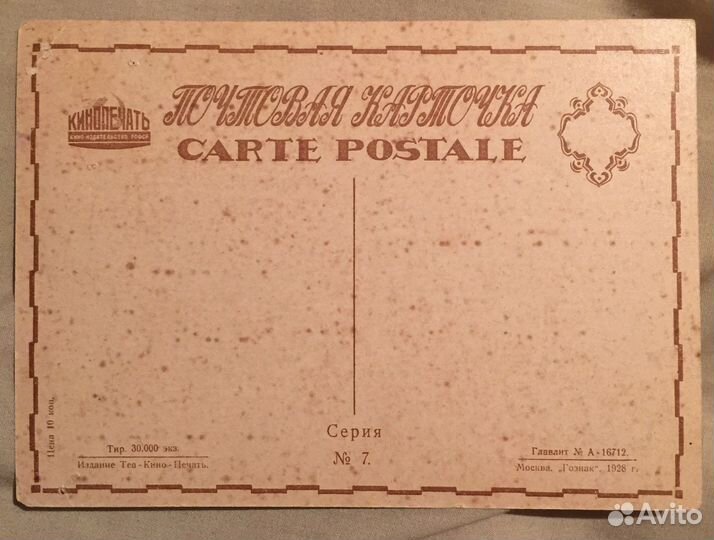 КИНОПЕЧАТЬ
КИНО-ИЗДАТЕЛЬСТВО РСФСР
ПОЧТОВАЯ КАРТОЧКА
CARTE POSTALE
Цена 10 коп.
Серия
№ 7.
Тир. 30.000 экз.
Издание Теа-Кино-Печать.
Главлит № А-16712.
Москва. „Гознак". 1928 г.
Avito